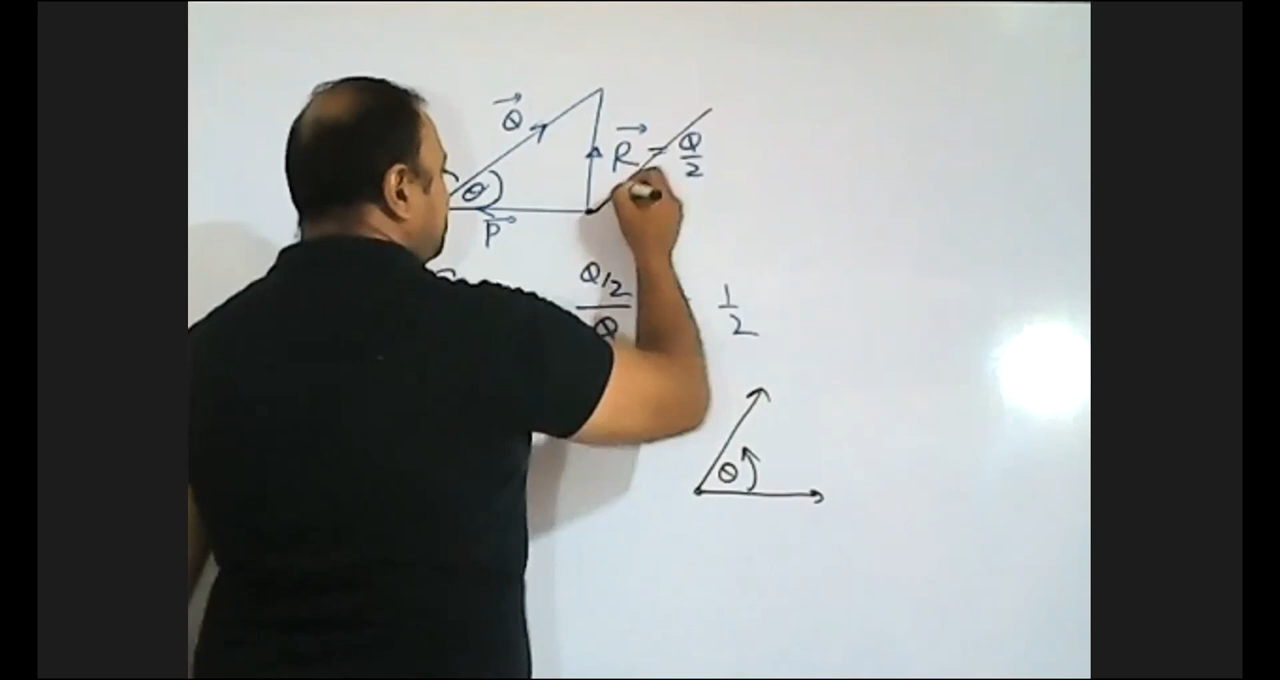 Q⃗
R⃗ = Q/2
θ
P⃗
Q/2 / Q
1/2
θ